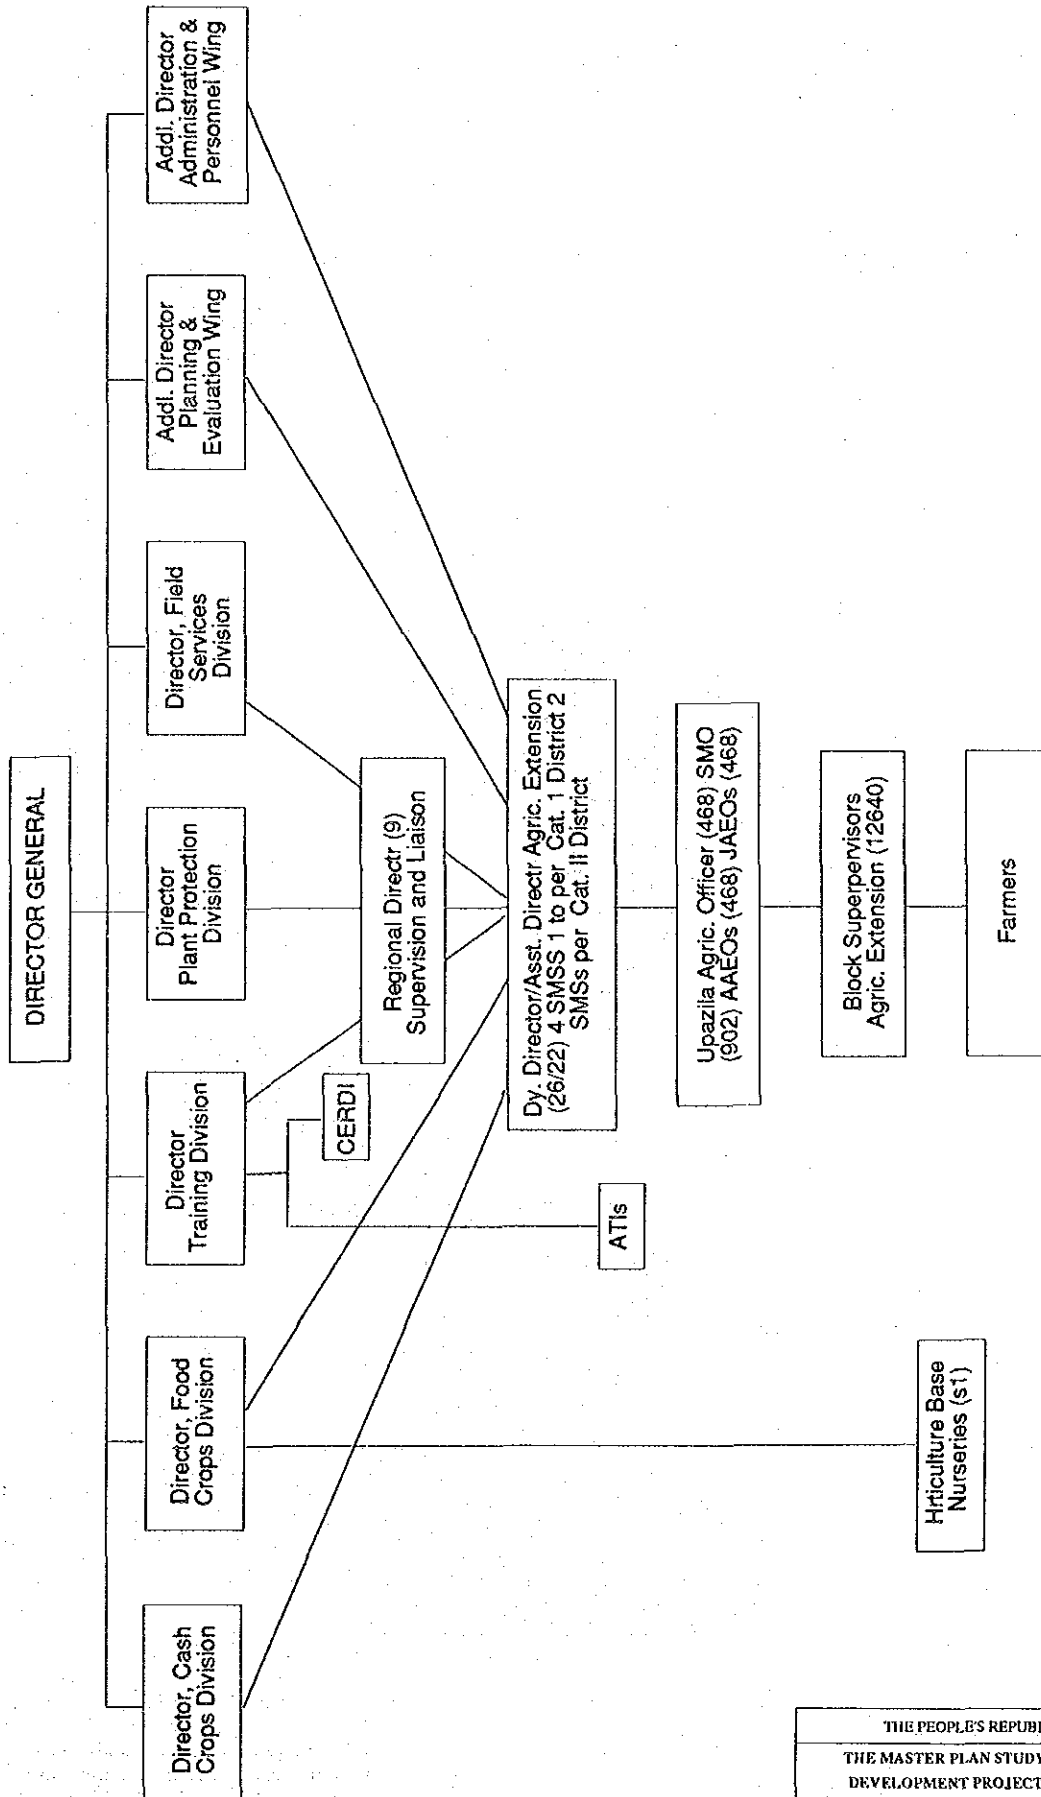 DIRECTOR GENERAL
Director, Cash
Crops Division
Director, Food
Crops Division
Director
Training Division
Director
Plant Protection
Division
Director, Field
Services
Division
Addl. Director
Planning &
Evaluation Wing
Addl. Director
Administration &
Personnel Wing
CERDI
Regional Directr (9)
Supervision and Liaison
Dy. Director/Asst. Directr Agric. Extension
(26/22) 4 SMSS 1 to per Cat. 1 District 2
SMSs per Cat. II District
ATIs
Upazila Agric. Officer (468) SMO
(902) AAEOs (468) JAEOs (468)
Block Superpervisors
Agric. Extension (12640)
Hrticulture Base
Nurseries (s1)
Farmers
THE PEOPLE'S REPUBI
THE MASTER PLAN STUDY
DEVELOPMENT PROJECT